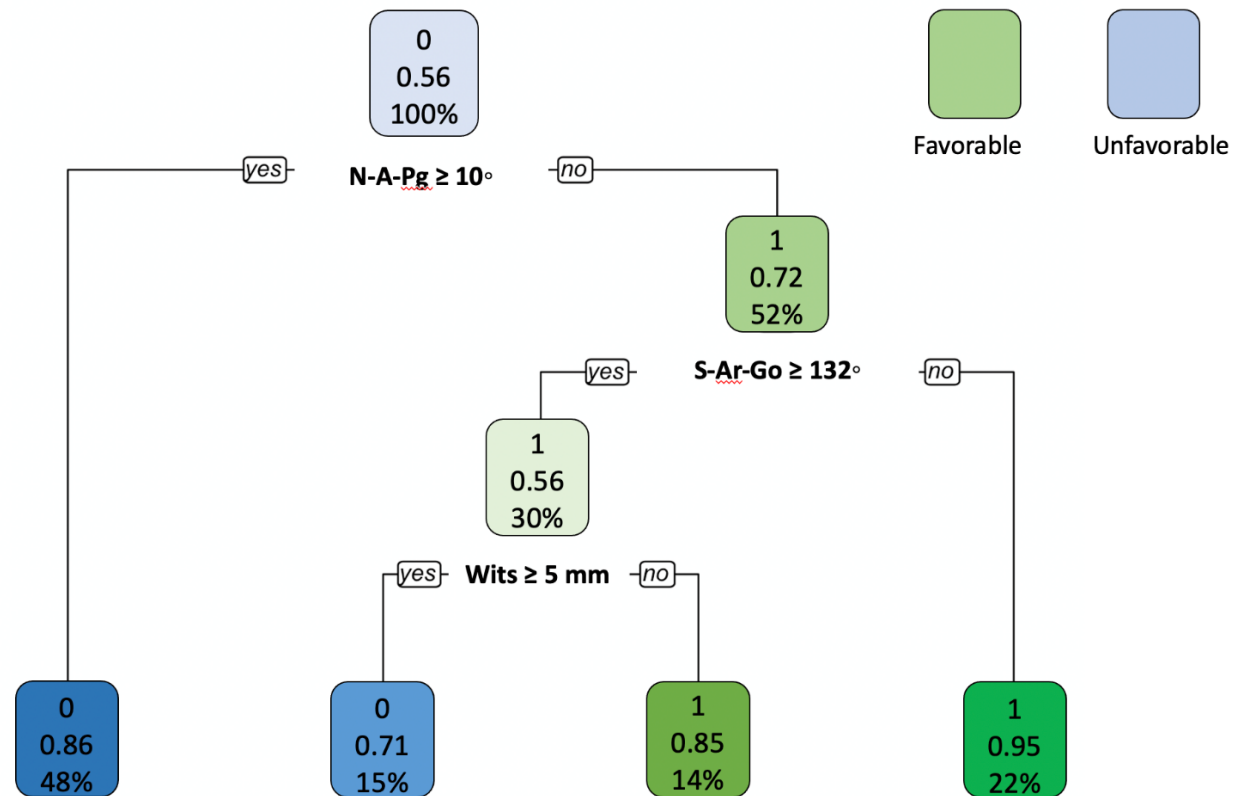 0
0.56
100%
Favorable
Unfavorable
yes
N-A-Pg ≥ 10°
no
1
0.72
52%
yes
S-Ar-Go ≥ 132°
no
1
0.56
30%
yes
Wits ≥ 5 mm
no
0
0.86
48%
0
0.71
15%
1
0.85
14%
1
0.95
22%